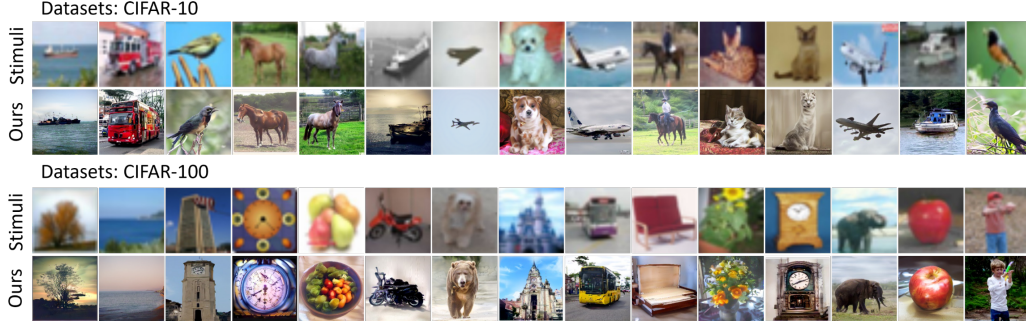 Datasets: CIFAR-10
Stimuli
Ours
Datasets: CIFAR-100
Stimuli
Ours